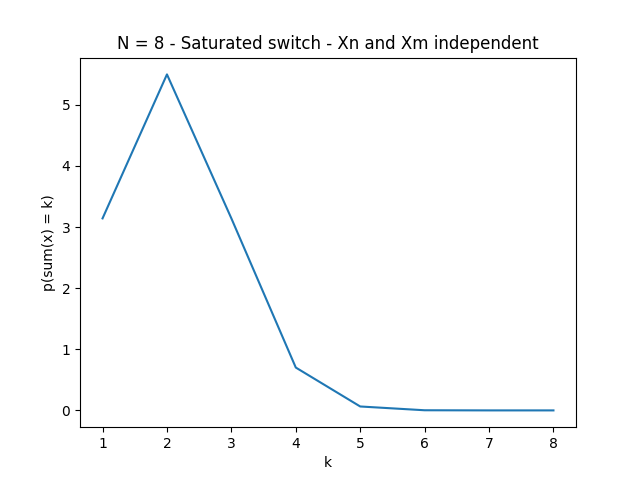 N = 8 - Saturated switch - Xn and Xm independent
p(sum(x) = k)
5
4
3
2
1
0
1 2 3 4 5 6 7 8
k